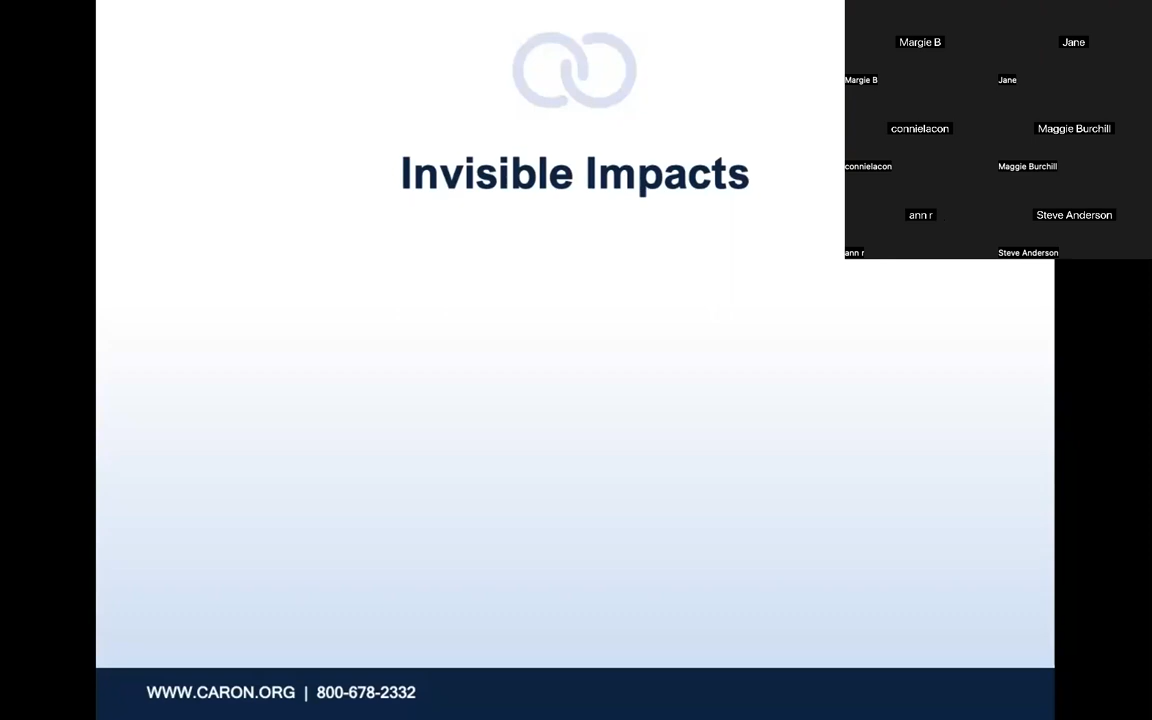 Invisible Impacts
Margie B
Jane
Margie B
Jane
connielacon
Maggie Burchill
connielacon
Maggie Burchill
ann r
Steve Anderson
ann r
Steve Anderson
WWW.CARON.ORG | 800-678-2332